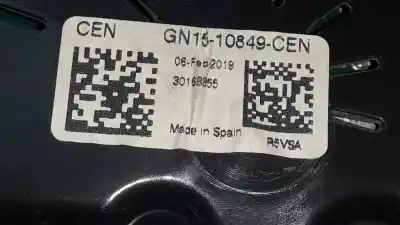 CEN GN15-10849-CEN
06-Feb2019
30168855
Made in Spain
R5VSA